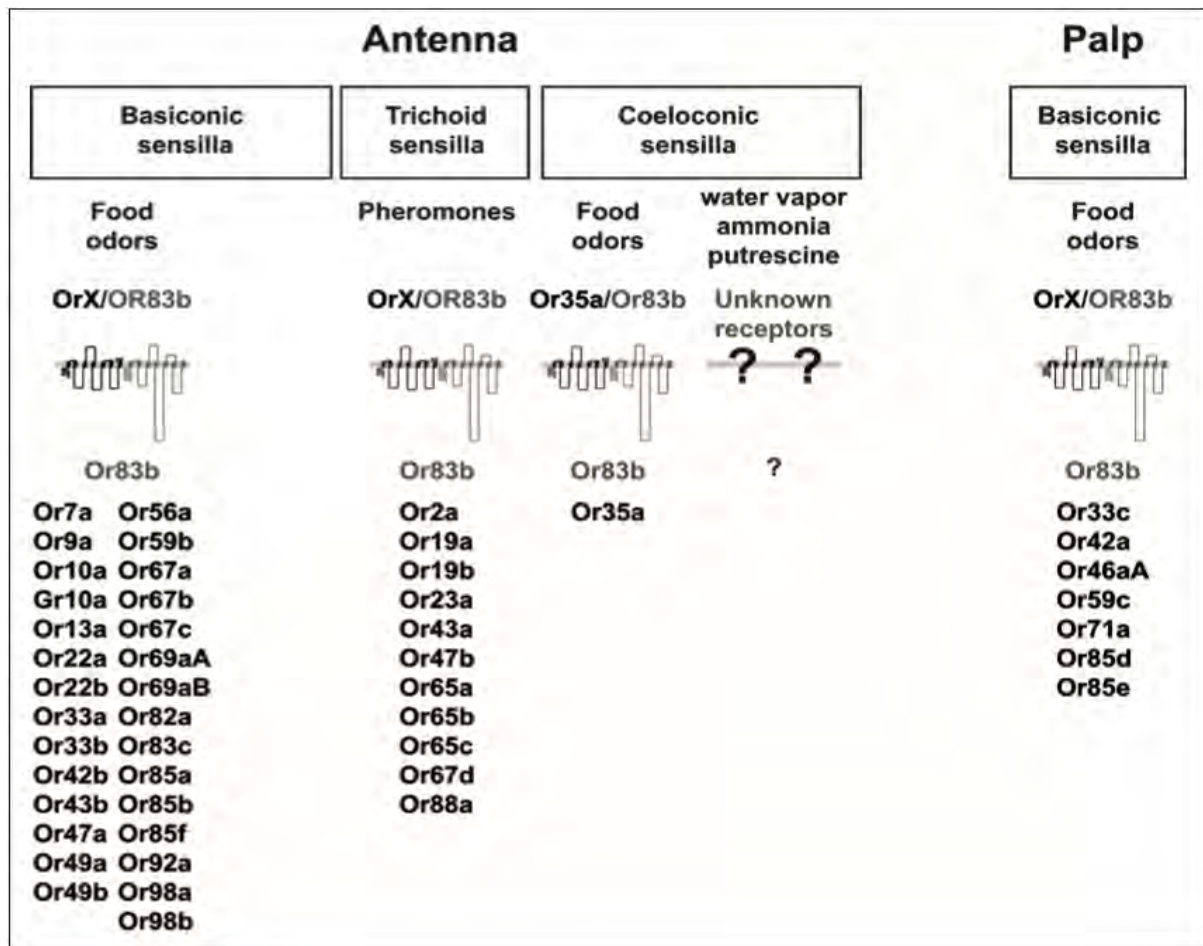 Antenna
Palp
Basiconic
sensilla
Trichoid
sensilla
Coeloconic
sensilla
Basiconic
sensilla
Food
odors
Pheromones
Food
odors
water vapor
ammonia
putrescine
Food
odors
OrX/OR83b
OrX/OR83b
Or35a/Or83b
Unknown
receptors
OrX/OR83b
? ?
Or83b
Or83b
Or83b
?
Or83b
Or7a Or56a
Or9a Or59b
Or10a Or67a
Gr10a Or67b
Or13a Or67c
Or22a Or69aA
Or22b Or69aB
Or33a Or82a
Or33b Or83c
Or42b Or85a
Or43b Or85b
Or47a Or85f
Or49a Or92a
Or49b Or98a
Or98b
Or2a
Or19a
Or19b
Or23a
Or43a
Or47b
Or65a
Or65b
Or65c
Or67d
Or88a
Or35a
Or33c
Or42a
Or46aA
Or59c
Or71a
Or85d
Or85e